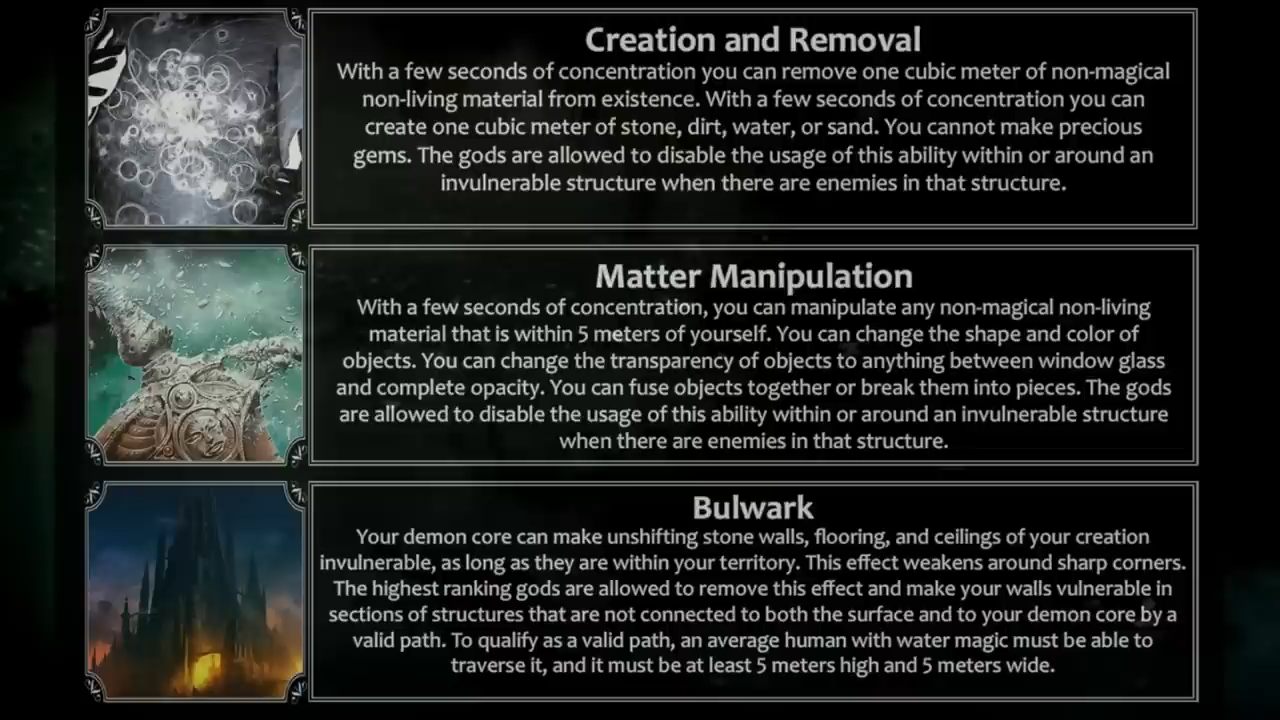 Creation and Removal
With a few seconds of concentration you can remove one cubic meter of non-magical
non-living material from existence. With a few seconds of concentration you can
create one cubic meter of stone, dirt, water, or sand. You cannot make precious
gems. The gods are allowed to disable the usage of this ability within or around an
invulnerable structure when there are enemies in that structure.
Matter Manipulation
With a few seconds of concentration, you can manipulate any non-magical non-living
material that is within 5 meters of yourself. You can change the shape and color of
objects. You can change the transparency of objects to anything between window glass
and complete opacity. You can fuse objects together or break them into pieces. The gods
are allowed to disable the usage of this ability within or around an invulnerable structure
when there are enemies in that structure.
Bulwark
Your demon core can make unshifting stone walls, flooring, and ceilings of your creation
invulnerable, as long as they are within your territory. This effect weakens around sharp corners.
The highest ranking gods are allowed to remove this effect and make your walls vulnerable in
sections of structures that are not connected to both the surface and to your demon core by a
valid path. To qualify as a valid path, an average human with water magic must be able to
traverse it, and it must be at least 5 meters high and 5 meters wide.